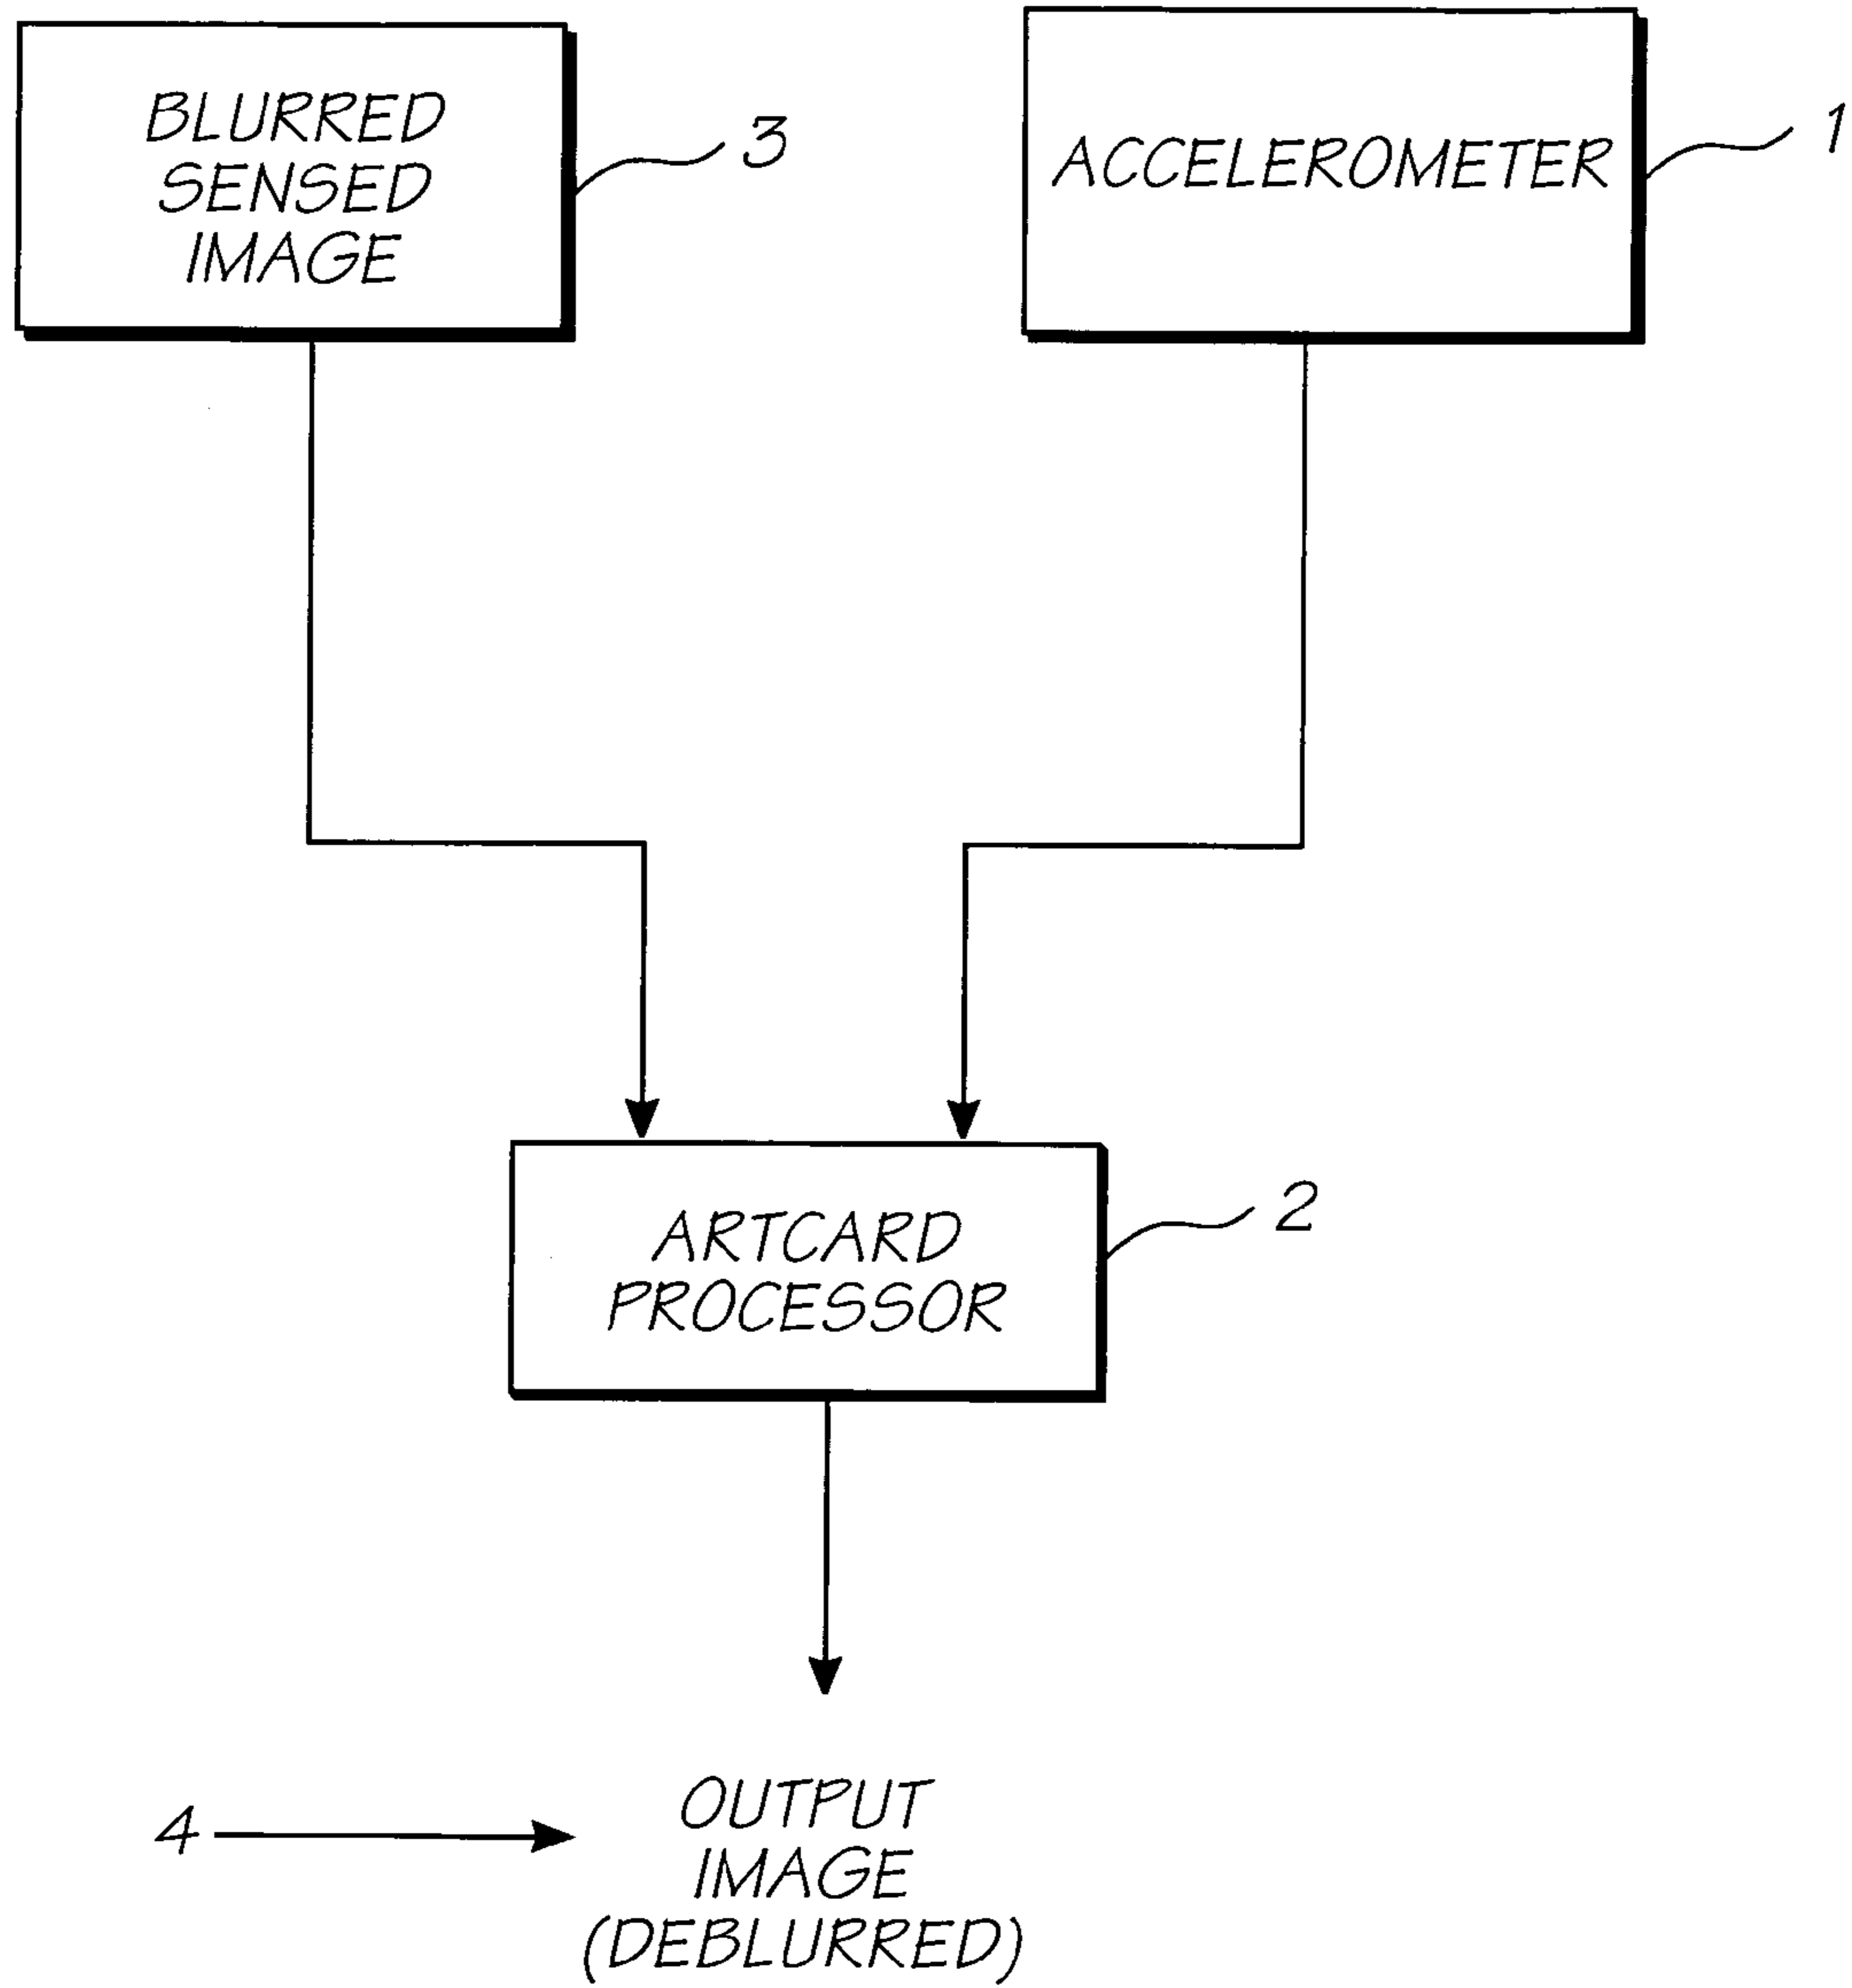 BLURRED
SENSED
IMAGE
3
ACCELEROMETER
1
ARTCARD
PROCESSOR
2
4
OUTPUT
IMAGE
(DEBLURRED)